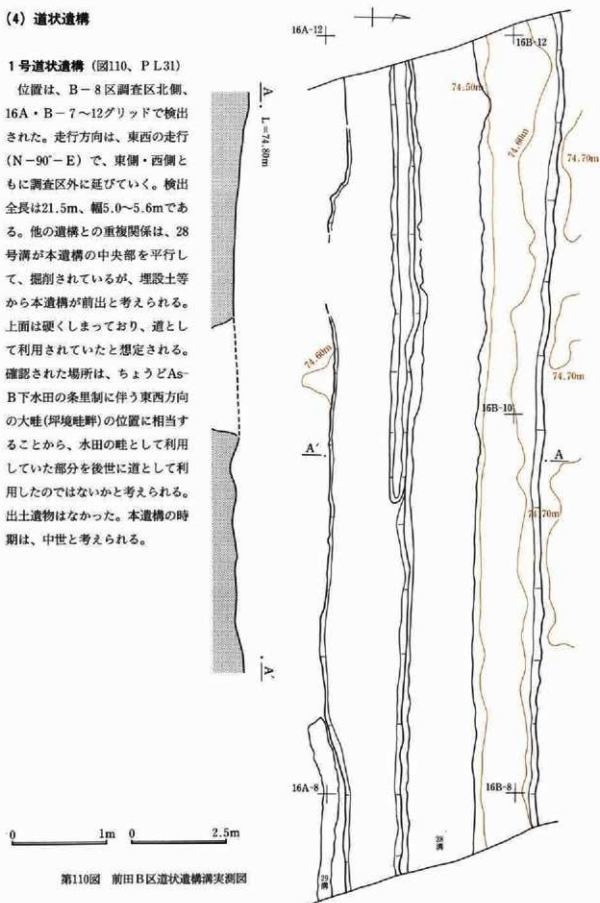 (4) 道状遺構
1号道状遺構 (図110、PL31)
位置は、B-8区調査区北側、
16A・B-7~12グリッドで検出
された。走行方向は、東西の走行
(N-90°-E)で、東側・西側と
もに調査区外に延びていく。検出
全長は21.5m、幅5.0~5.6mであ
る。他の遺構との重複関係は、28
号溝が本遺構の中央部を平行し
て、掘削されているが、埋設土等
から本遺構が前出と考えられる。
上面は硬くしまっており、道とし
て利用されていたと想定される。
確認された場所は、ちょうどAs-
B下水田の条里制に伴う東西方向
の大畦(坪境畦畔)の位置に相当す
ることから、水田の畦として利用
していた部分を後世に道として利
用したのではないかと考えられる。
出土遺物はなかった。本遺構の時
期は、中世と考えられる。
A
L=74.80m
A'
0 1m 0 2.5m
16A-12
16B-12
74.50m
74.60m
74.70m
74.60m
74.70m
16B-10
A'
A
74.70m
16A-8
16B-8
28溝
29溝
第110図 前田B区道状遺構溝実測図